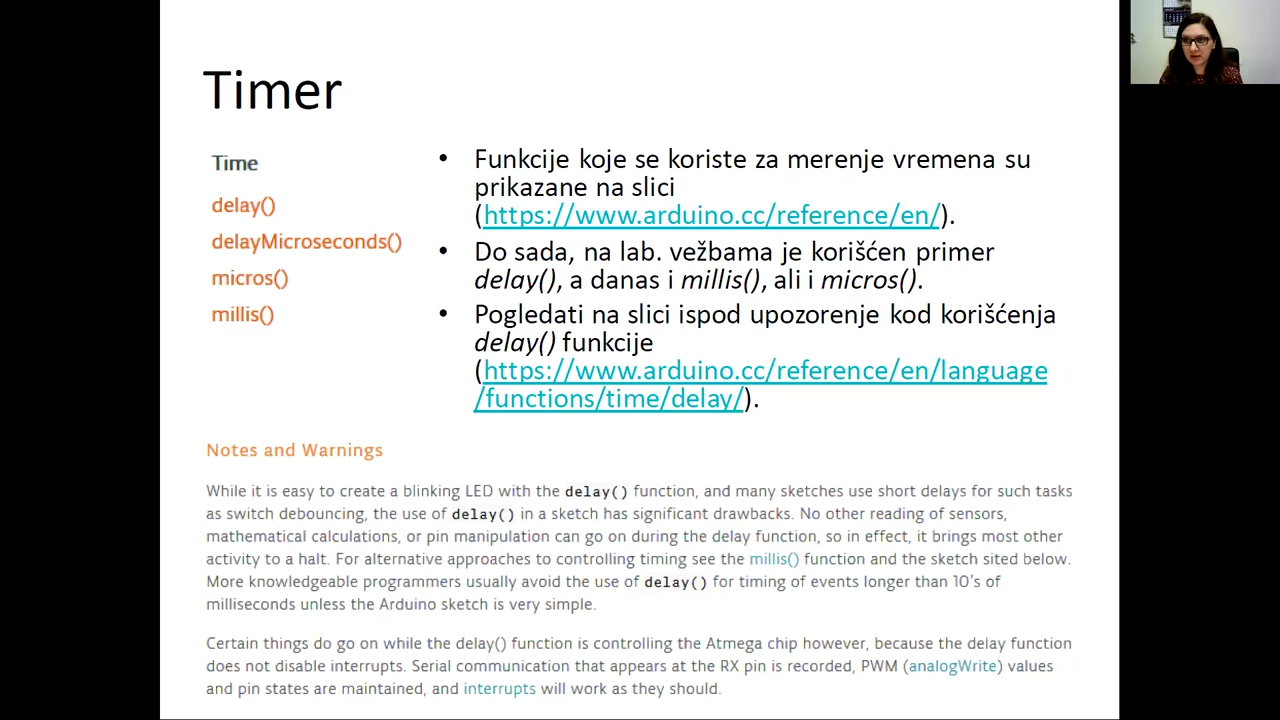 Timer
Time
delay()
delayMicroseconds()
micros()
millis()
• Funkcije koje se koriste za merenje vremena su
prikazane na slici
(https://www.arduino.cc/reference/en/).
• Do sada, na lab. vežbama je korišćen primer
delay(), a danas i millis(), ali i micros().
• Pogledati na slici ispod upozorenje kod korišćenja
delay() funkcije
(https://www.arduino.cc/reference/en/language
/functions/time/delay/).
Notes and Warnings
While it is easy to create a blinking LED with the delay() function, and many sketches use short delays for such tasks
as switch debouncing, the use of delay() in a sketch has significant drawbacks. No other reading of sensors,
mathematical calculations, or pin manipulation can go on during the delay function, so in effect, it brings most other
activity to a halt. For alternative approaches to controlling timing see the millis() function and the sketch sited below.
More knowledgeable programmers usually avoid the use of delay() for timing of events longer than 10's of
milliseconds unless the Arduino sketch is very simple.
Certain things do go on while the delay() function is controlling the Atmega chip however, because the delay function
does not disable interrupts. Serial communication that appears at the RX pin is recorded, PWM (analogWrite) values
and pin states are maintained, and interrupts will work as they should.